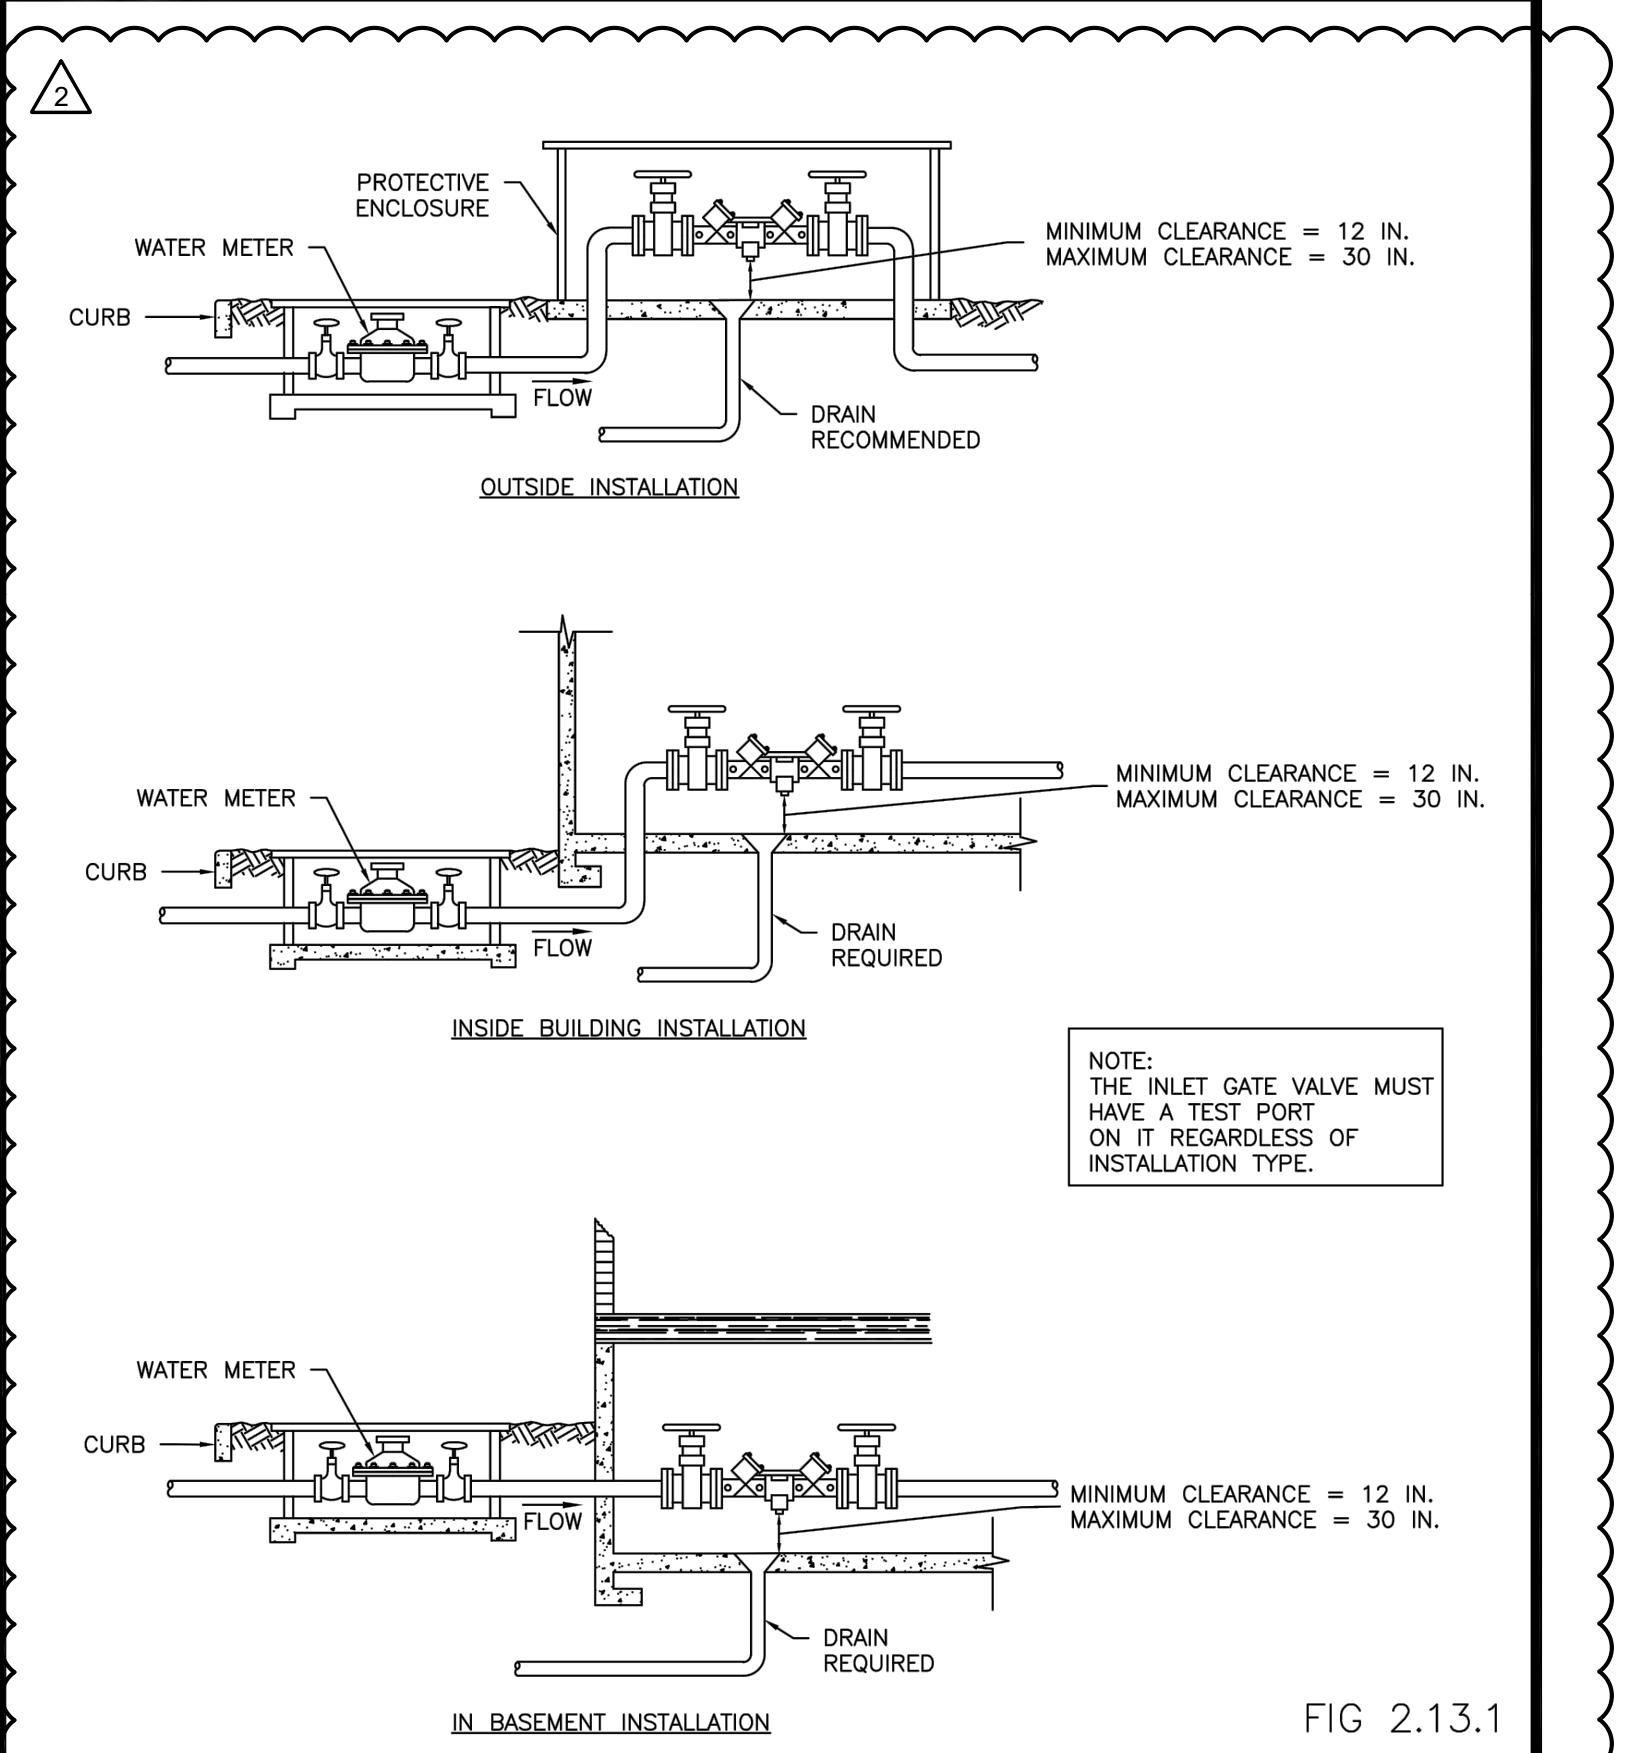 2
PROTECTIVE
ENCLOSURE
WATER METER
CURB
MINIMUM CLEARANCE = 12 IN.
MAXIMUM CLEARANCE = 30 IN.
FLOW
DRAIN
RECOMMENDED
OUTSIDE INSTALLATION
WATER METER
CURB
MINIMUM CLEARANCE = 12 IN.
MAXIMUM CLEARANCE = 30 IN.
FLOW
DRAIN
REQUIRED
INSIDE BUILDING INSTALLATION
NOTE:
THE INLET GATE VALVE MUST
HAVE A TEST PORT
ON IT REGARDLESS OF
INSTALLATION TYPE.
WATER METER
CURB
FLOW
MINIMUM CLEARANCE = 12 IN.
MAXIMUM CLEARANCE = 30 IN.
DRAIN
REQUIRED
IN BASEMENT INSTALLATION
FIG 2.13.1